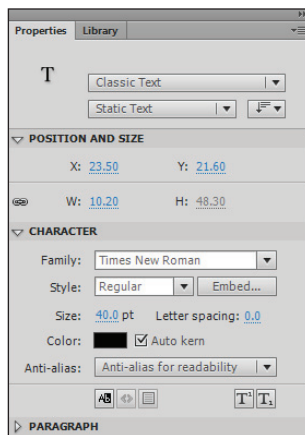 Properties Library
T
Classic Text
Static Text
POSITION AND SIZE
X: 23.50 Y: 21.60
W: 10.20 H: 48.30
CHARACTER
Family: Times New Roman
Style: Regular Embed...
Size: 40.0 pt Letter spacing: 0.0
Color: Auto kern
Anti-alias: Anti-alias for readability
T¹ T₁
PARAGRAPH